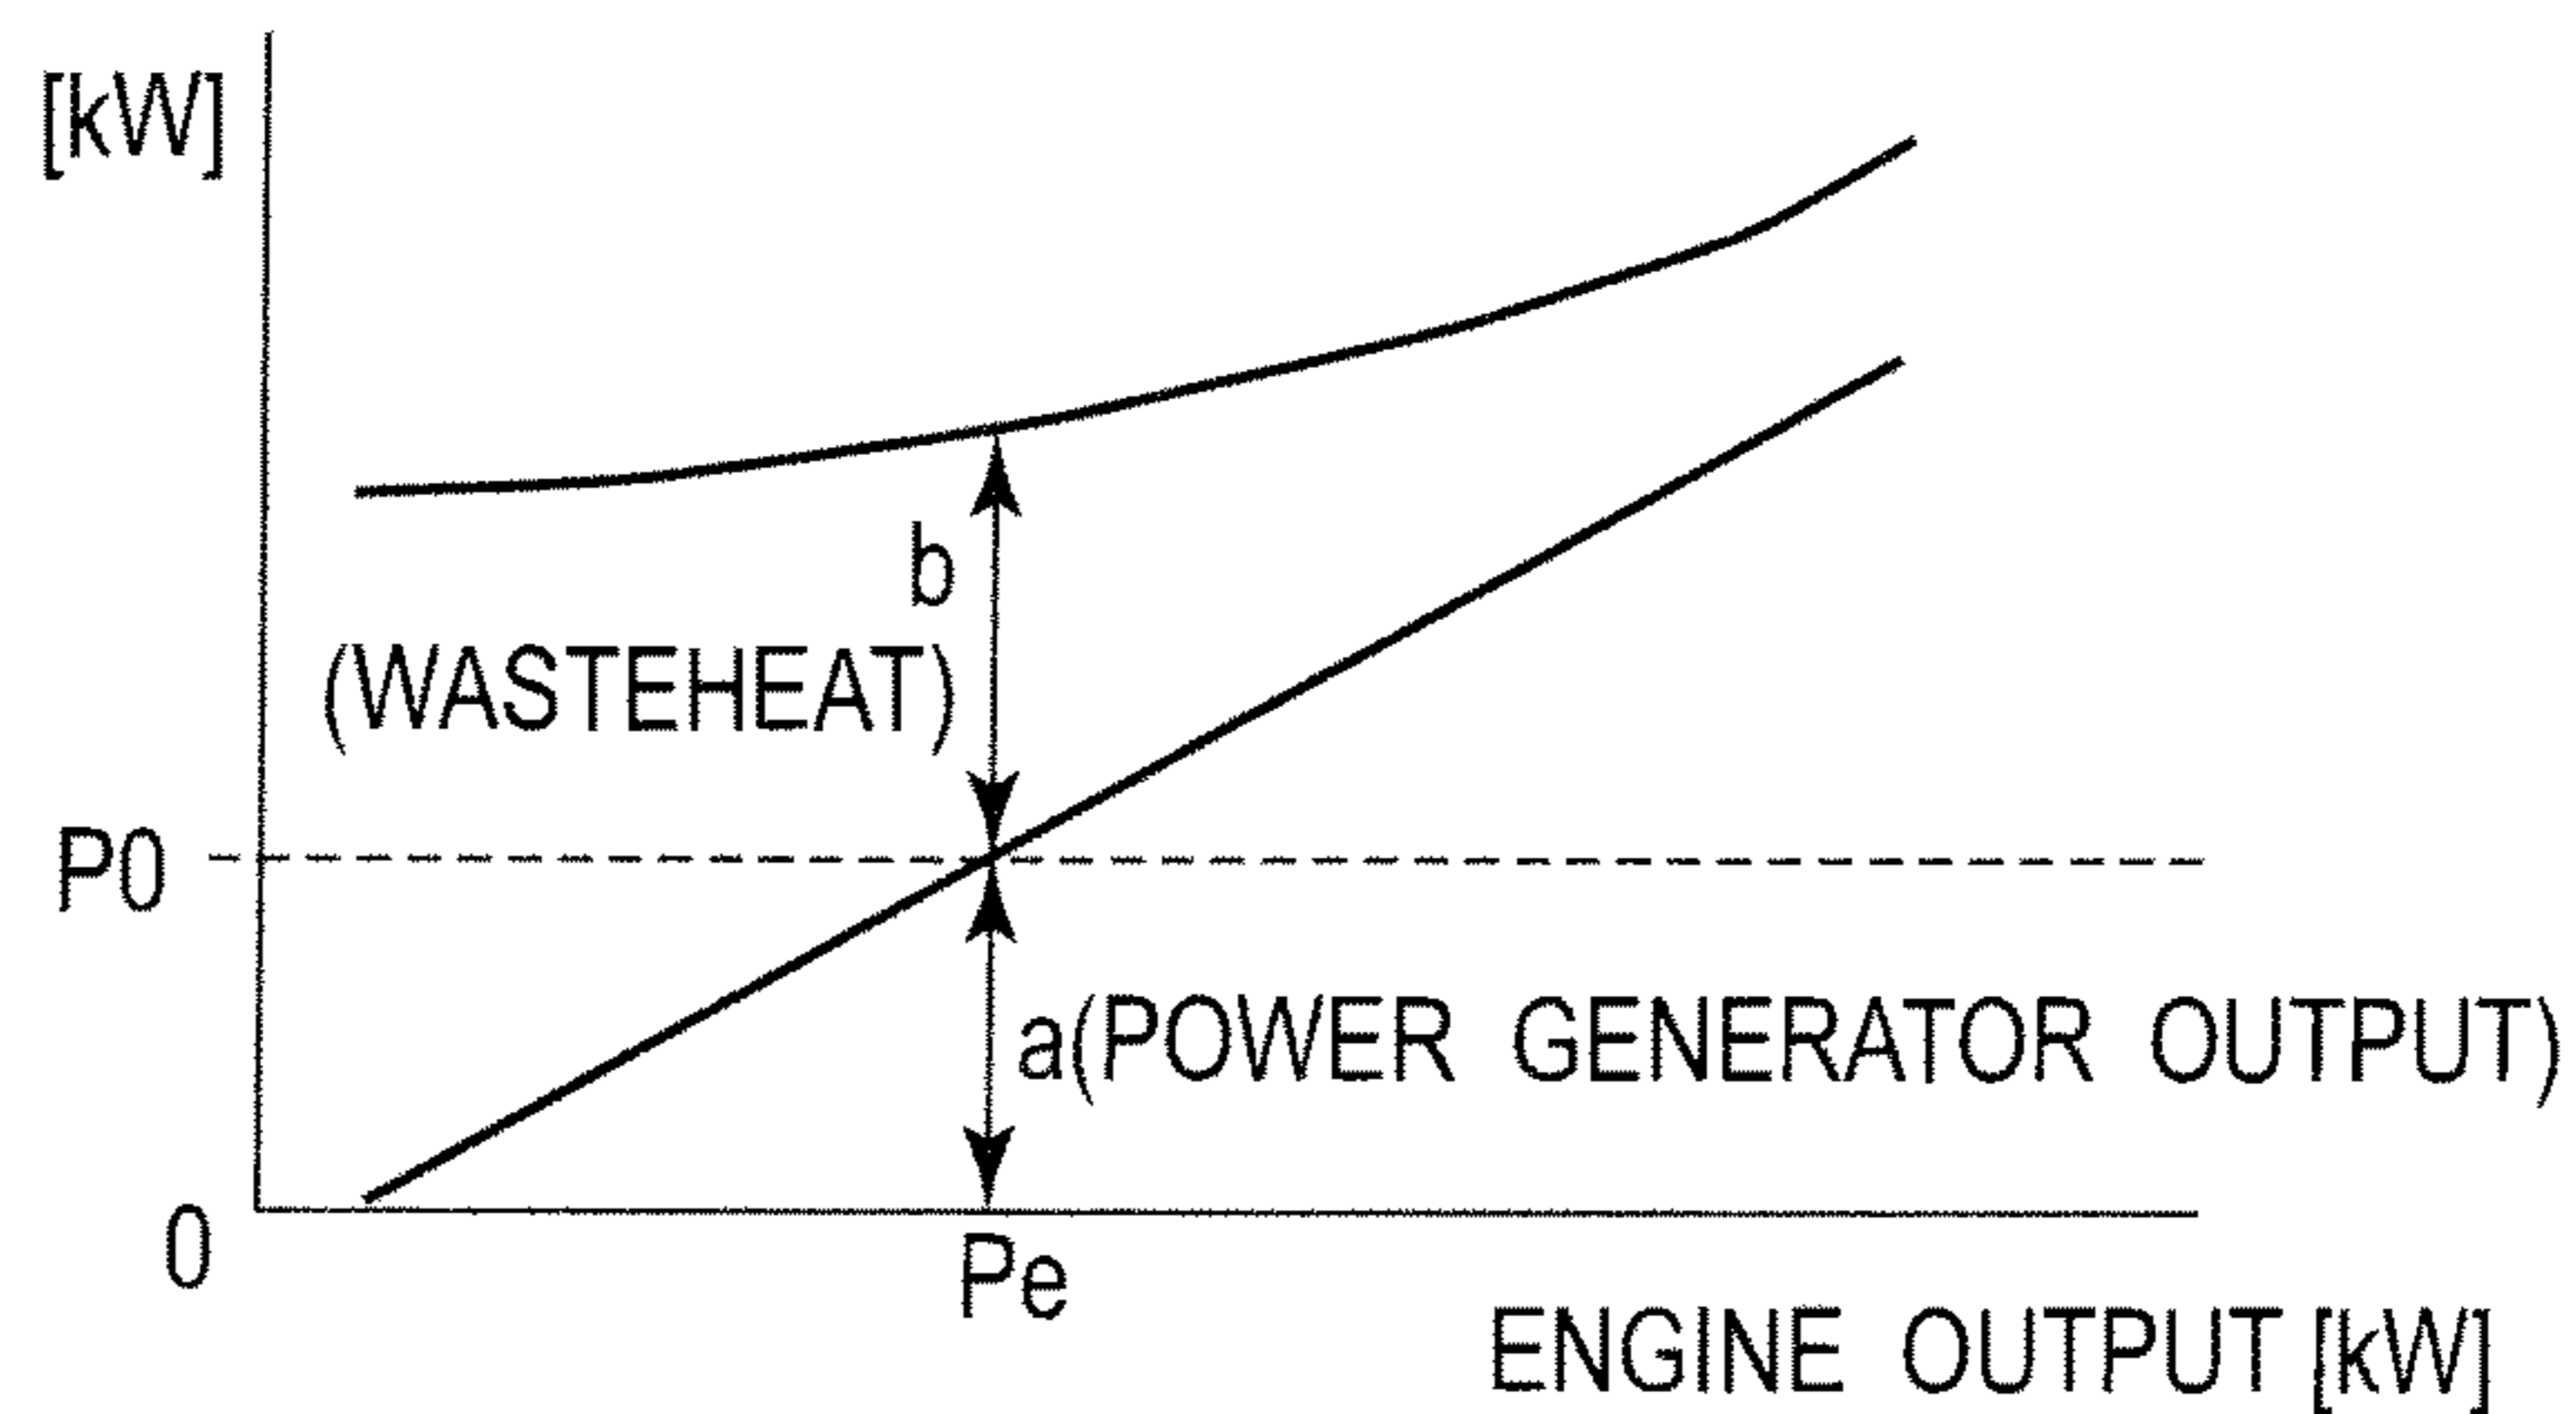 [kW]
b
(WASTEHEAT)
P0
a(POWER GENERATOR OUTPUT)
0
Pe
ENGINE OUTPUT [kW]